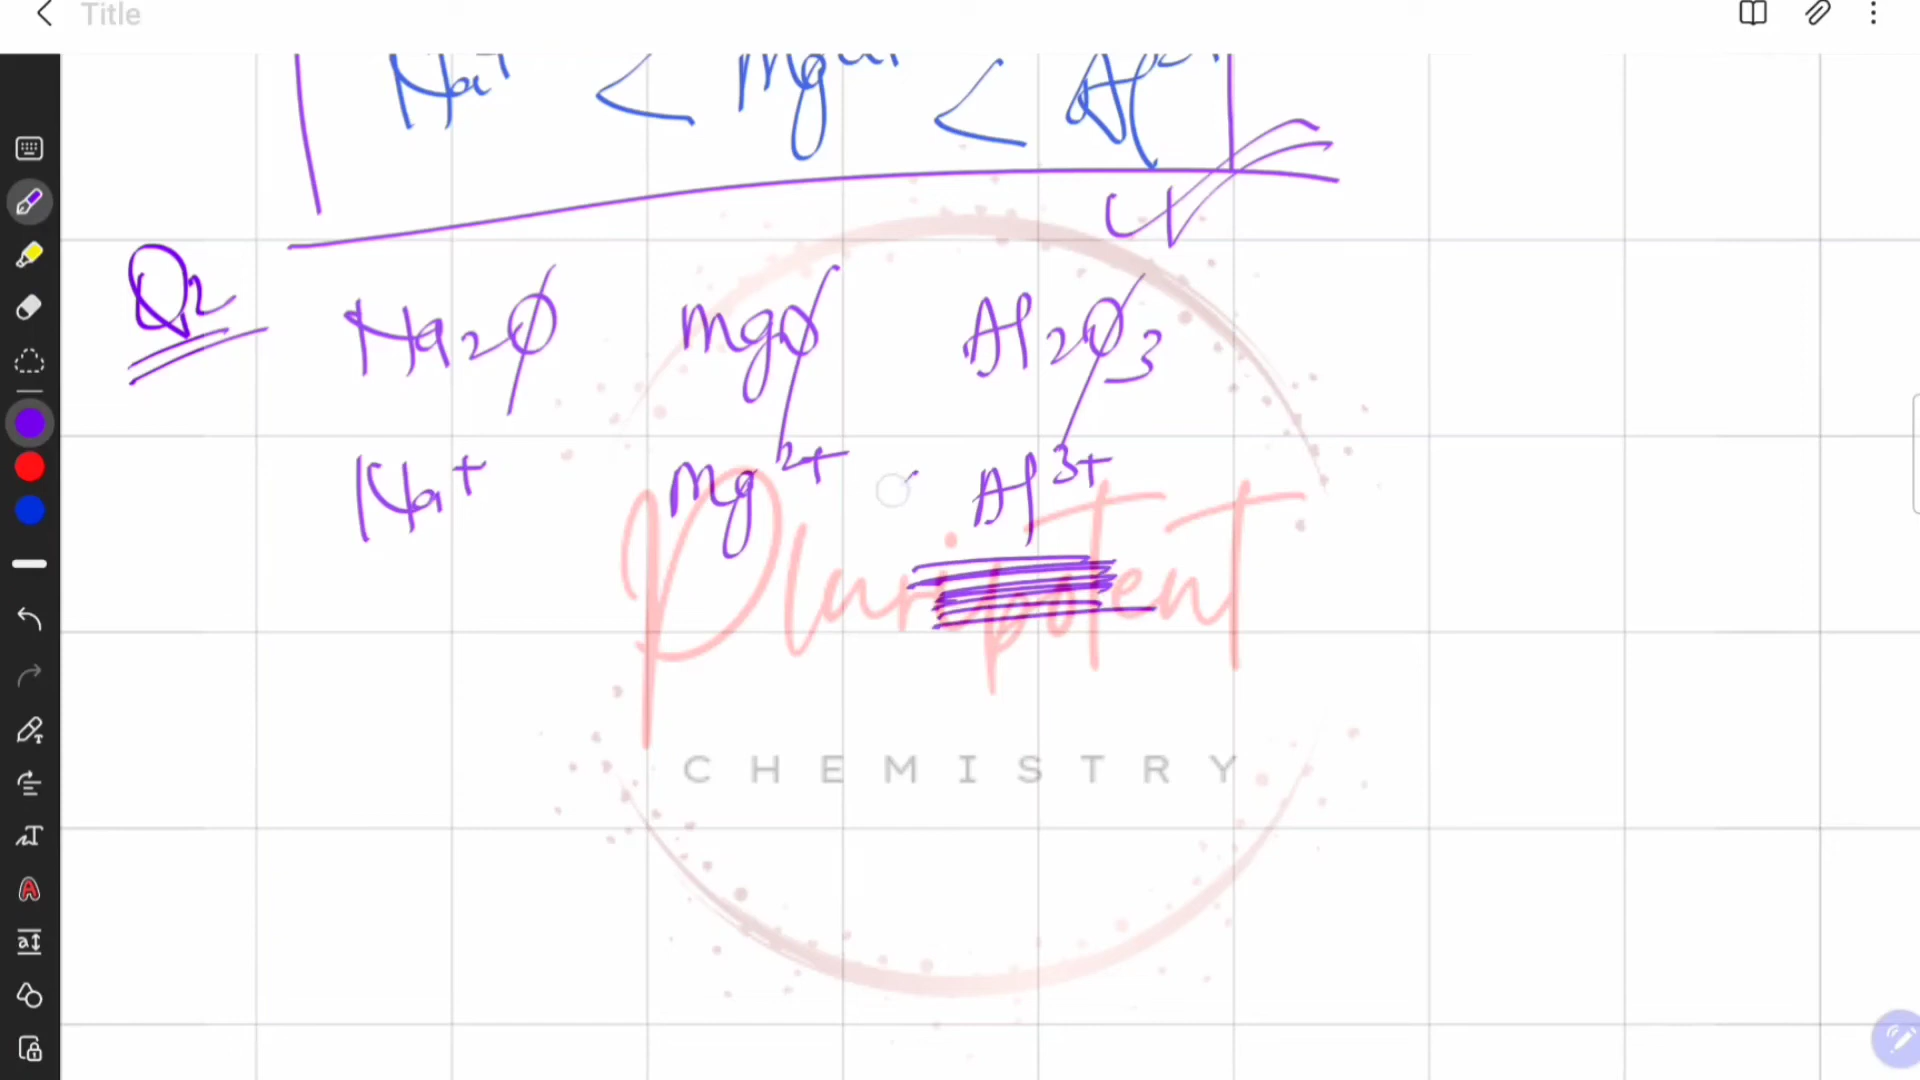 Title
Na⁺ < Mg²⁺ < Al³⁺
Q2 Na₂O MgO Al₂O₃
Na⁺ Mg²⁺ Al³⁺
Pluripotent
CHEMISTRY